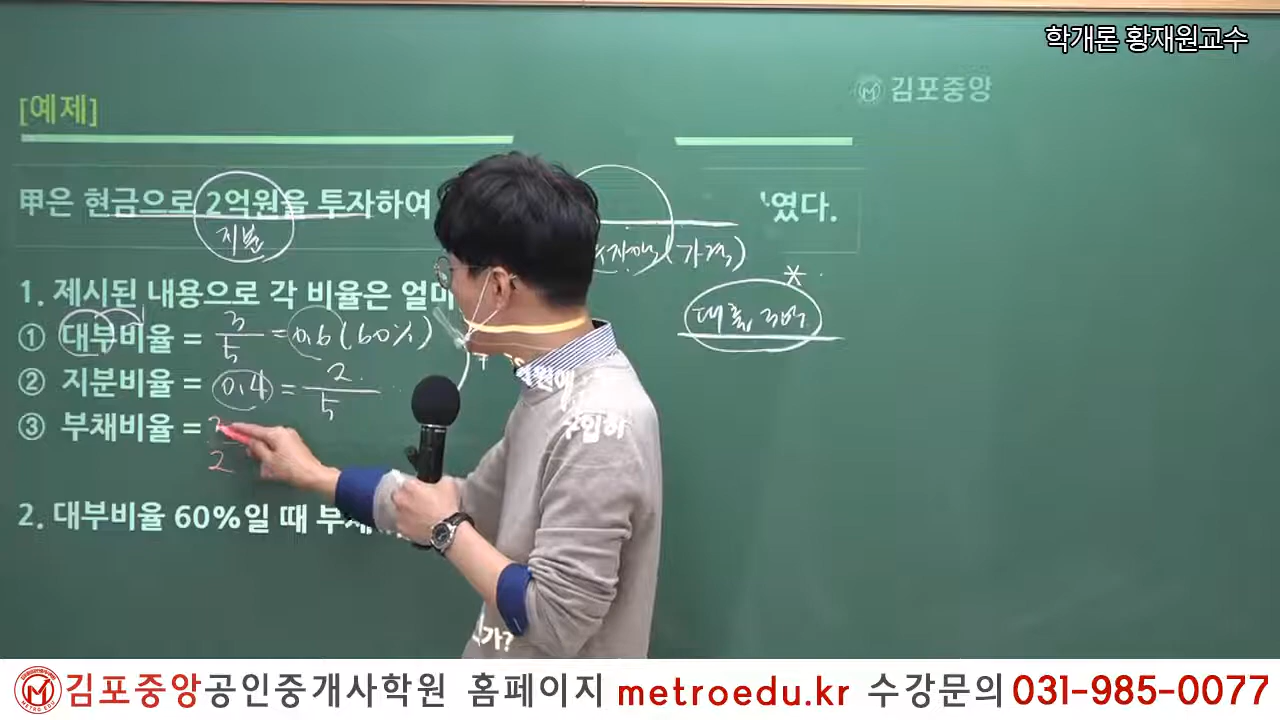 학개론 황재원교수
김포중앙
[예제]
甲은 현금으로 2억원을 투자하여 였다.
지분 투자액(가격)
1. 제시된 내용으로 각 비율은 얼마
대출 3억
① 대부비율 = 3/5 = 0.6 (60%)
② 지분비율 = 0.4 = 2/5
③ 부채비율 = 2
2. 대부비율 60%일 때
가?
김포중앙공인중개사학원 홈페이지 metroedu.kr 수강문의 031-985-0077